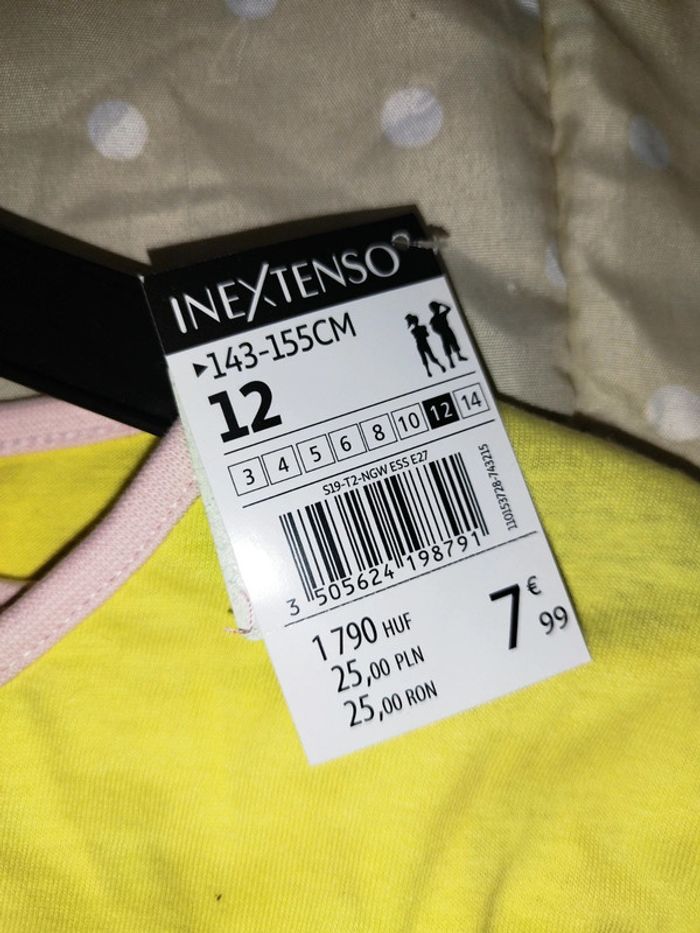 INEXTENSO
▸143-155CM
12
3 4 5 6 8 10 12 14
S19-T2-NGW ESS E27
110153728-743215
3 505624 198791
7€99
1 790 HUF
25,00 PLN
25,00 RON